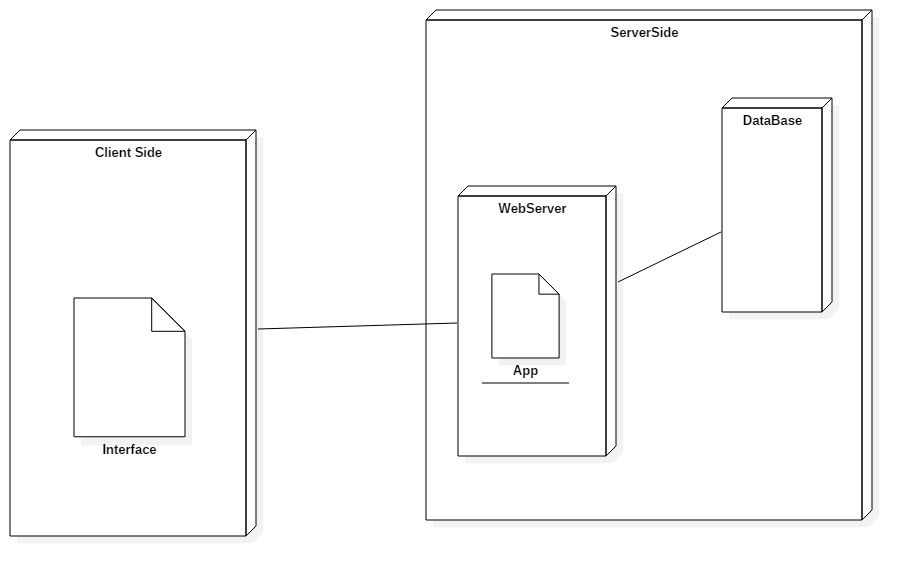 ServerSide
DataBase
Client Side
WebServer
App
Interface